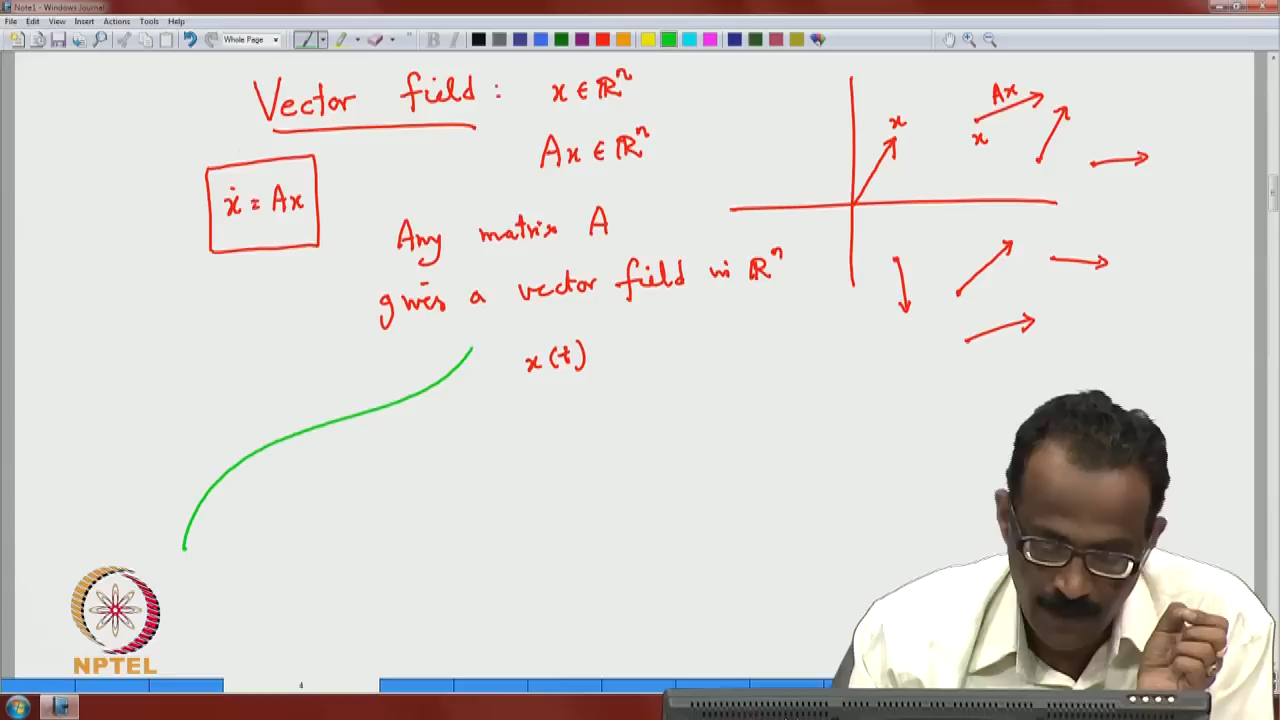 Note1 - Windows Journal
File Edit View Insert Actions Tools Help
Whole Page
Vector field : x ∈ ℝⁿ
Ax ∈ ℝⁿ
ẋ = Ax
Any matrix A
gives a vector field in ℝⁿ
x(t)
x
Ax
x
NPTEL
4